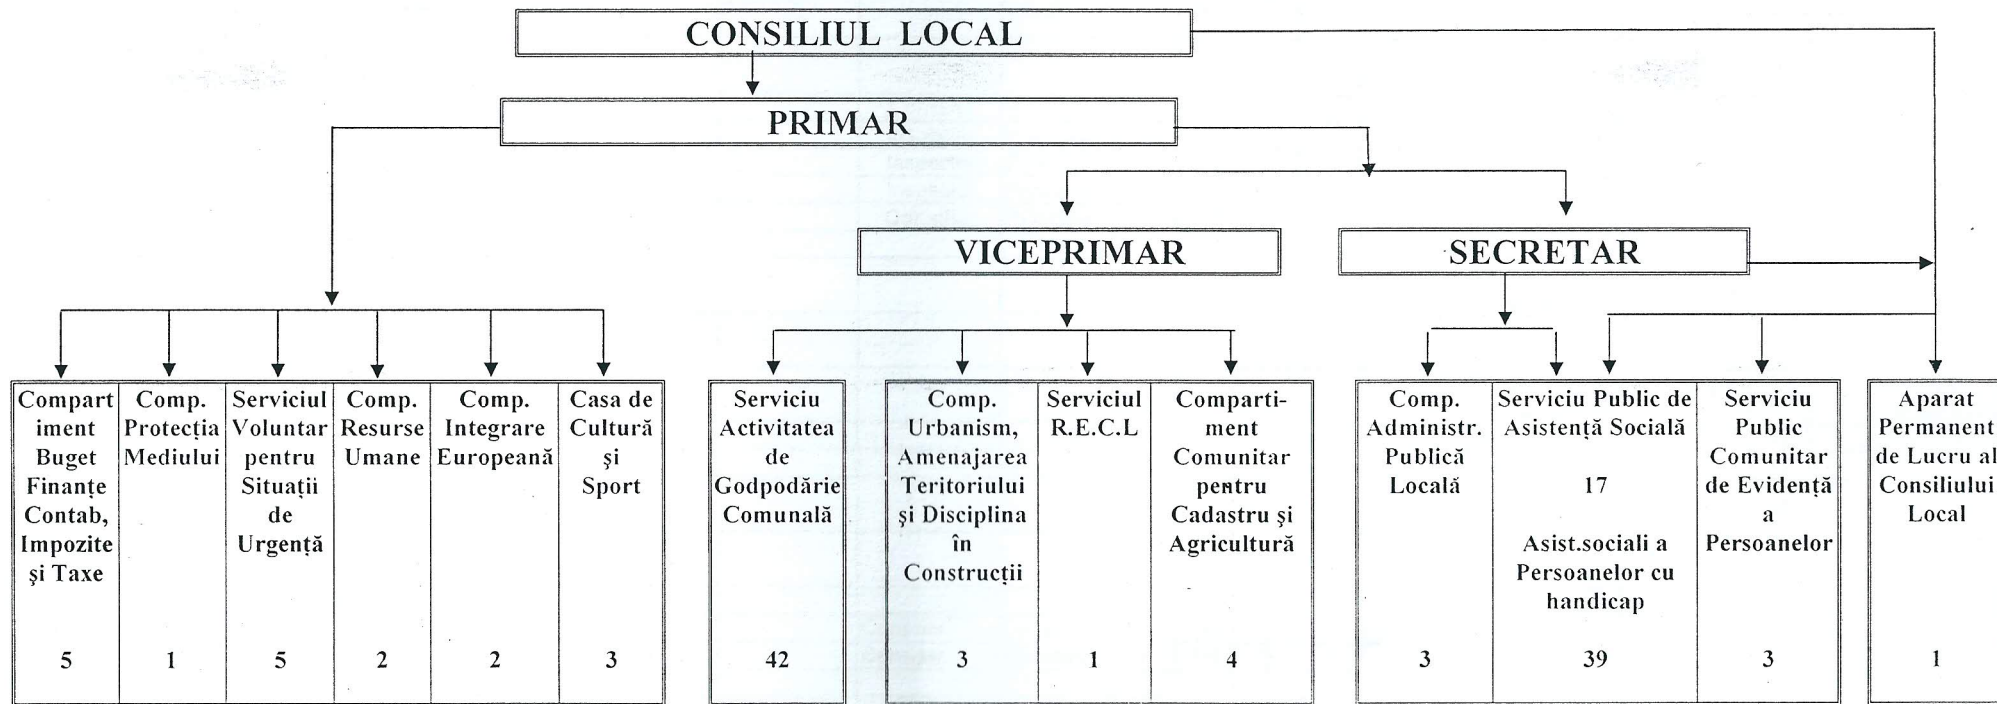 CONSILIUL LOCAL
PRIMAR
VICEPRIMAR
SECRETAR
Compart
iment
Buget
Finanțe
Contab,
Impozite
și Taxe
5
Comp.
Protecția
Mediului
1
Serviciul
Voluntar
pentru
Situații
de
Urgență
5
Comp.
Resurse
Umane
2
Comp.
Integrare
Europeană
2
Casa de
Cultură
și
Sport
3
Serviciu
Activitatea
de
Godpodărie
Comunală
42
Comp.
Urbanism,
Amenajarea
Teritoriului
și Disciplina
în
Construcții
3
Serviciul
R.E.C.L
1
Comparti-
ment
Comunitar
pentru
Cadastru și
Agricultură
4
Comp.
Administr.
Publică
Locală
3
Serviciu Public de
Asistență Socială
17
Asist.sociali a
Persoanelor cu
handicap
39
Serviciu
Public
Comunitar
de Evidență
a
Persoanelor
3
Aparat
Permanent
de Lucru al
Consiliului
Local
1